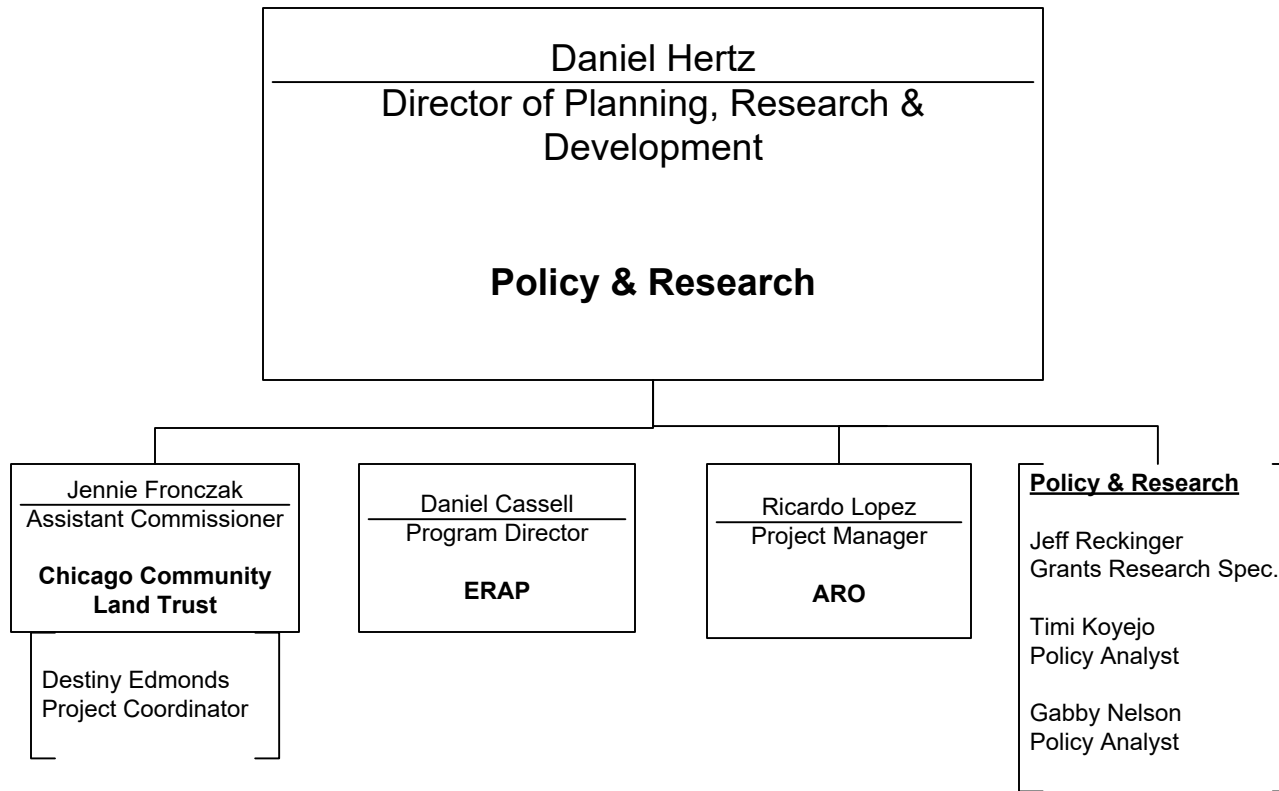 Daniel Hertz
Director of Planning, Research &
Development
Policy & Research
Jennie Fronczak
Assistant Commissioner
Chicago Community
Land Trust
Destiny Edmonds
Project Coordinator
Daniel Cassell
Program Director
ERAP
Ricardo Lopez
Project Manager
ARO
Policy & Research
Jeff Reckinger
Grants Research Spec.
Timi Koyejo
Policy Analyst
Gabby Nelson
Policy Analyst